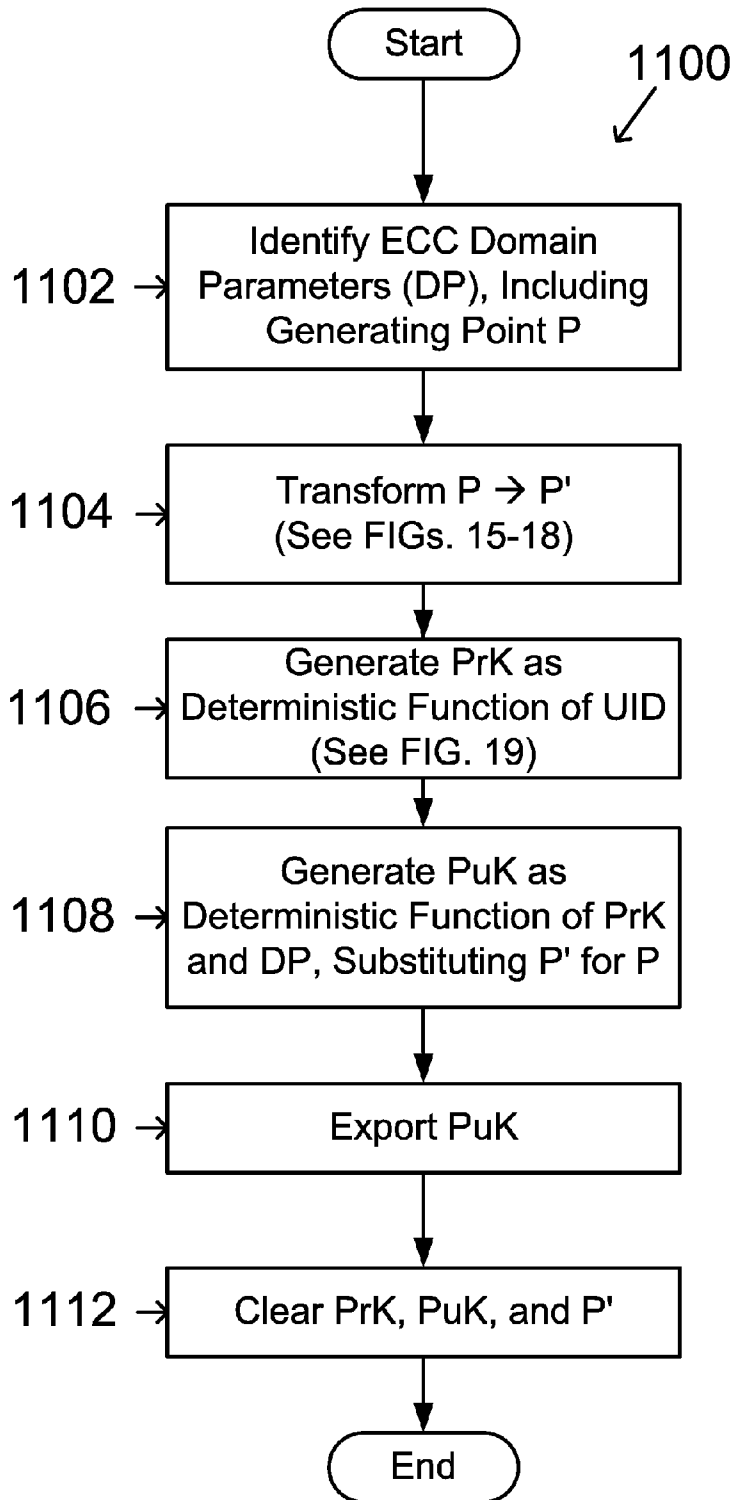 Start
1100
1102
Identify ECC Domain
Parameters (DP), Including
Generating Point P
1104
Transform P → P'
(See FIGs. 15-18)
1106
Generate PrK as
Deterministic Function of UID
(See FIG. 19)
1108
Generate PuK as
Deterministic Function of PrK
and DP, Substituting P' for P
1110
Export PuK
1112
Clear PrK, PuK, and P'
End